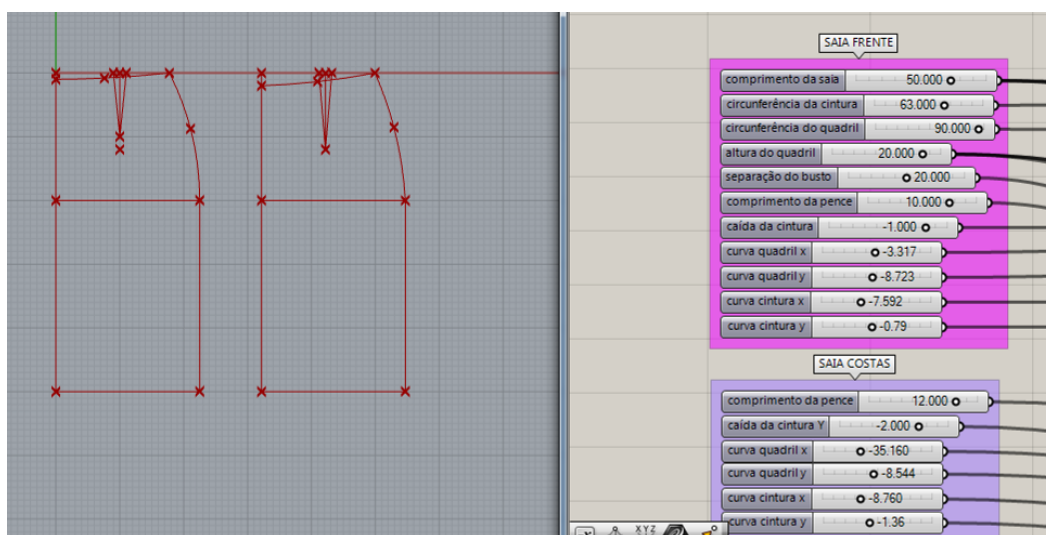 SAIA FRENTE
comprimento da saia 50.000
circunferência da cintura 63.000
circunferência do quadril 90.000
altura do quadril 20.000
separação do busto 20.000
comprimento da pence 10.000
caída da cintura -1.000
curva quadril x -3.317
curva quadril y -8.723
curva cintura x -7.592
curva cintura y -0.79
SAIA COSTAS
comprimento da pence 12.000
caída da cintura Y -2.000
curva quadril x -35.160
curva quadril y -8.544
curva cintura x -8.760
curva cintura y -1.36
X Y Z